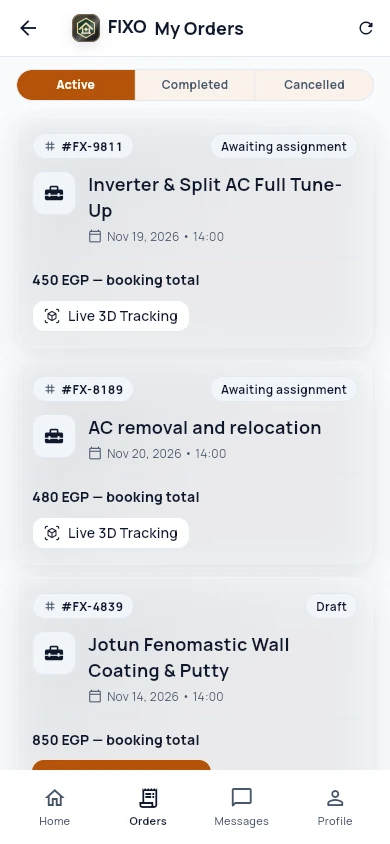 FIXO My Orders
Active Completed Cancelled
#FX-9811 Awaiting assignment
Inverter & Split AC Full Tune-
Up
Nov 19, 2026 • 14:00
450 EGP — booking total
Live 3D Tracking
#FX-8189 Awaiting assignment
AC removal and relocation
Nov 20, 2026 • 14:00
480 EGP — booking total
Live 3D Tracking
#FX-4839 Draft
Jotun Fenomastic Wall
Coating & Putty
Nov 14, 2026 • 14:00
850 EGP — booking total
Home Orders Messages Profile